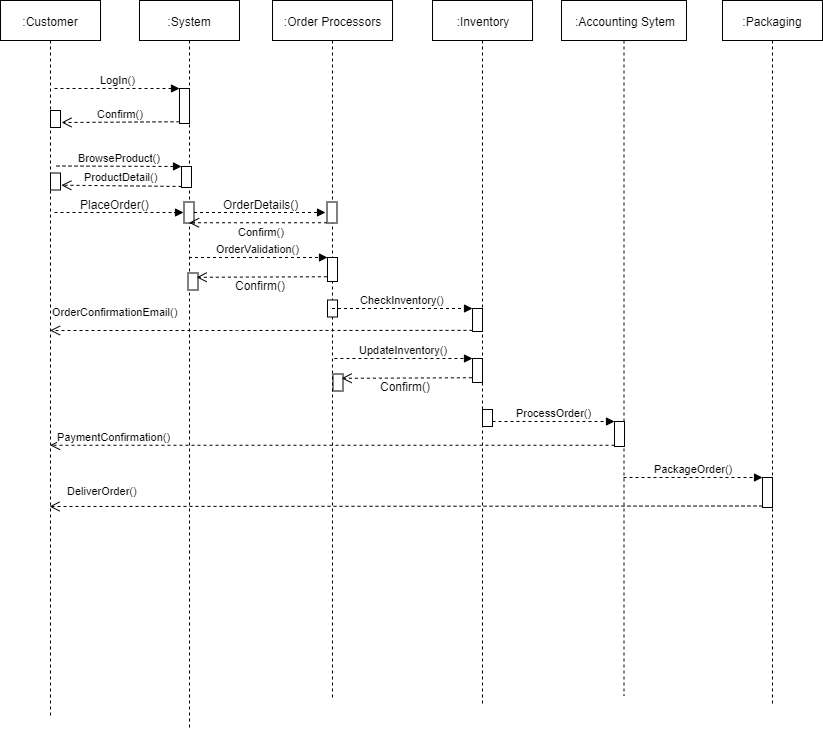 :Customer
:System
:Order Processors
:Inventory
:Accounting Sytem
:Packaging
LogIn()
Confirm()
BrowseProduct()
ProductDetail()
PlaceOrder()
OrderDetails()
Confirm()
OrderValidation()
Confirm()
CheckInventory()
OrderConfirmationEmail()
UpdateInventory()
Confirm()
ProcessOrder()
PaymentConfirmation()
PackageOrder()
DeliverOrder()